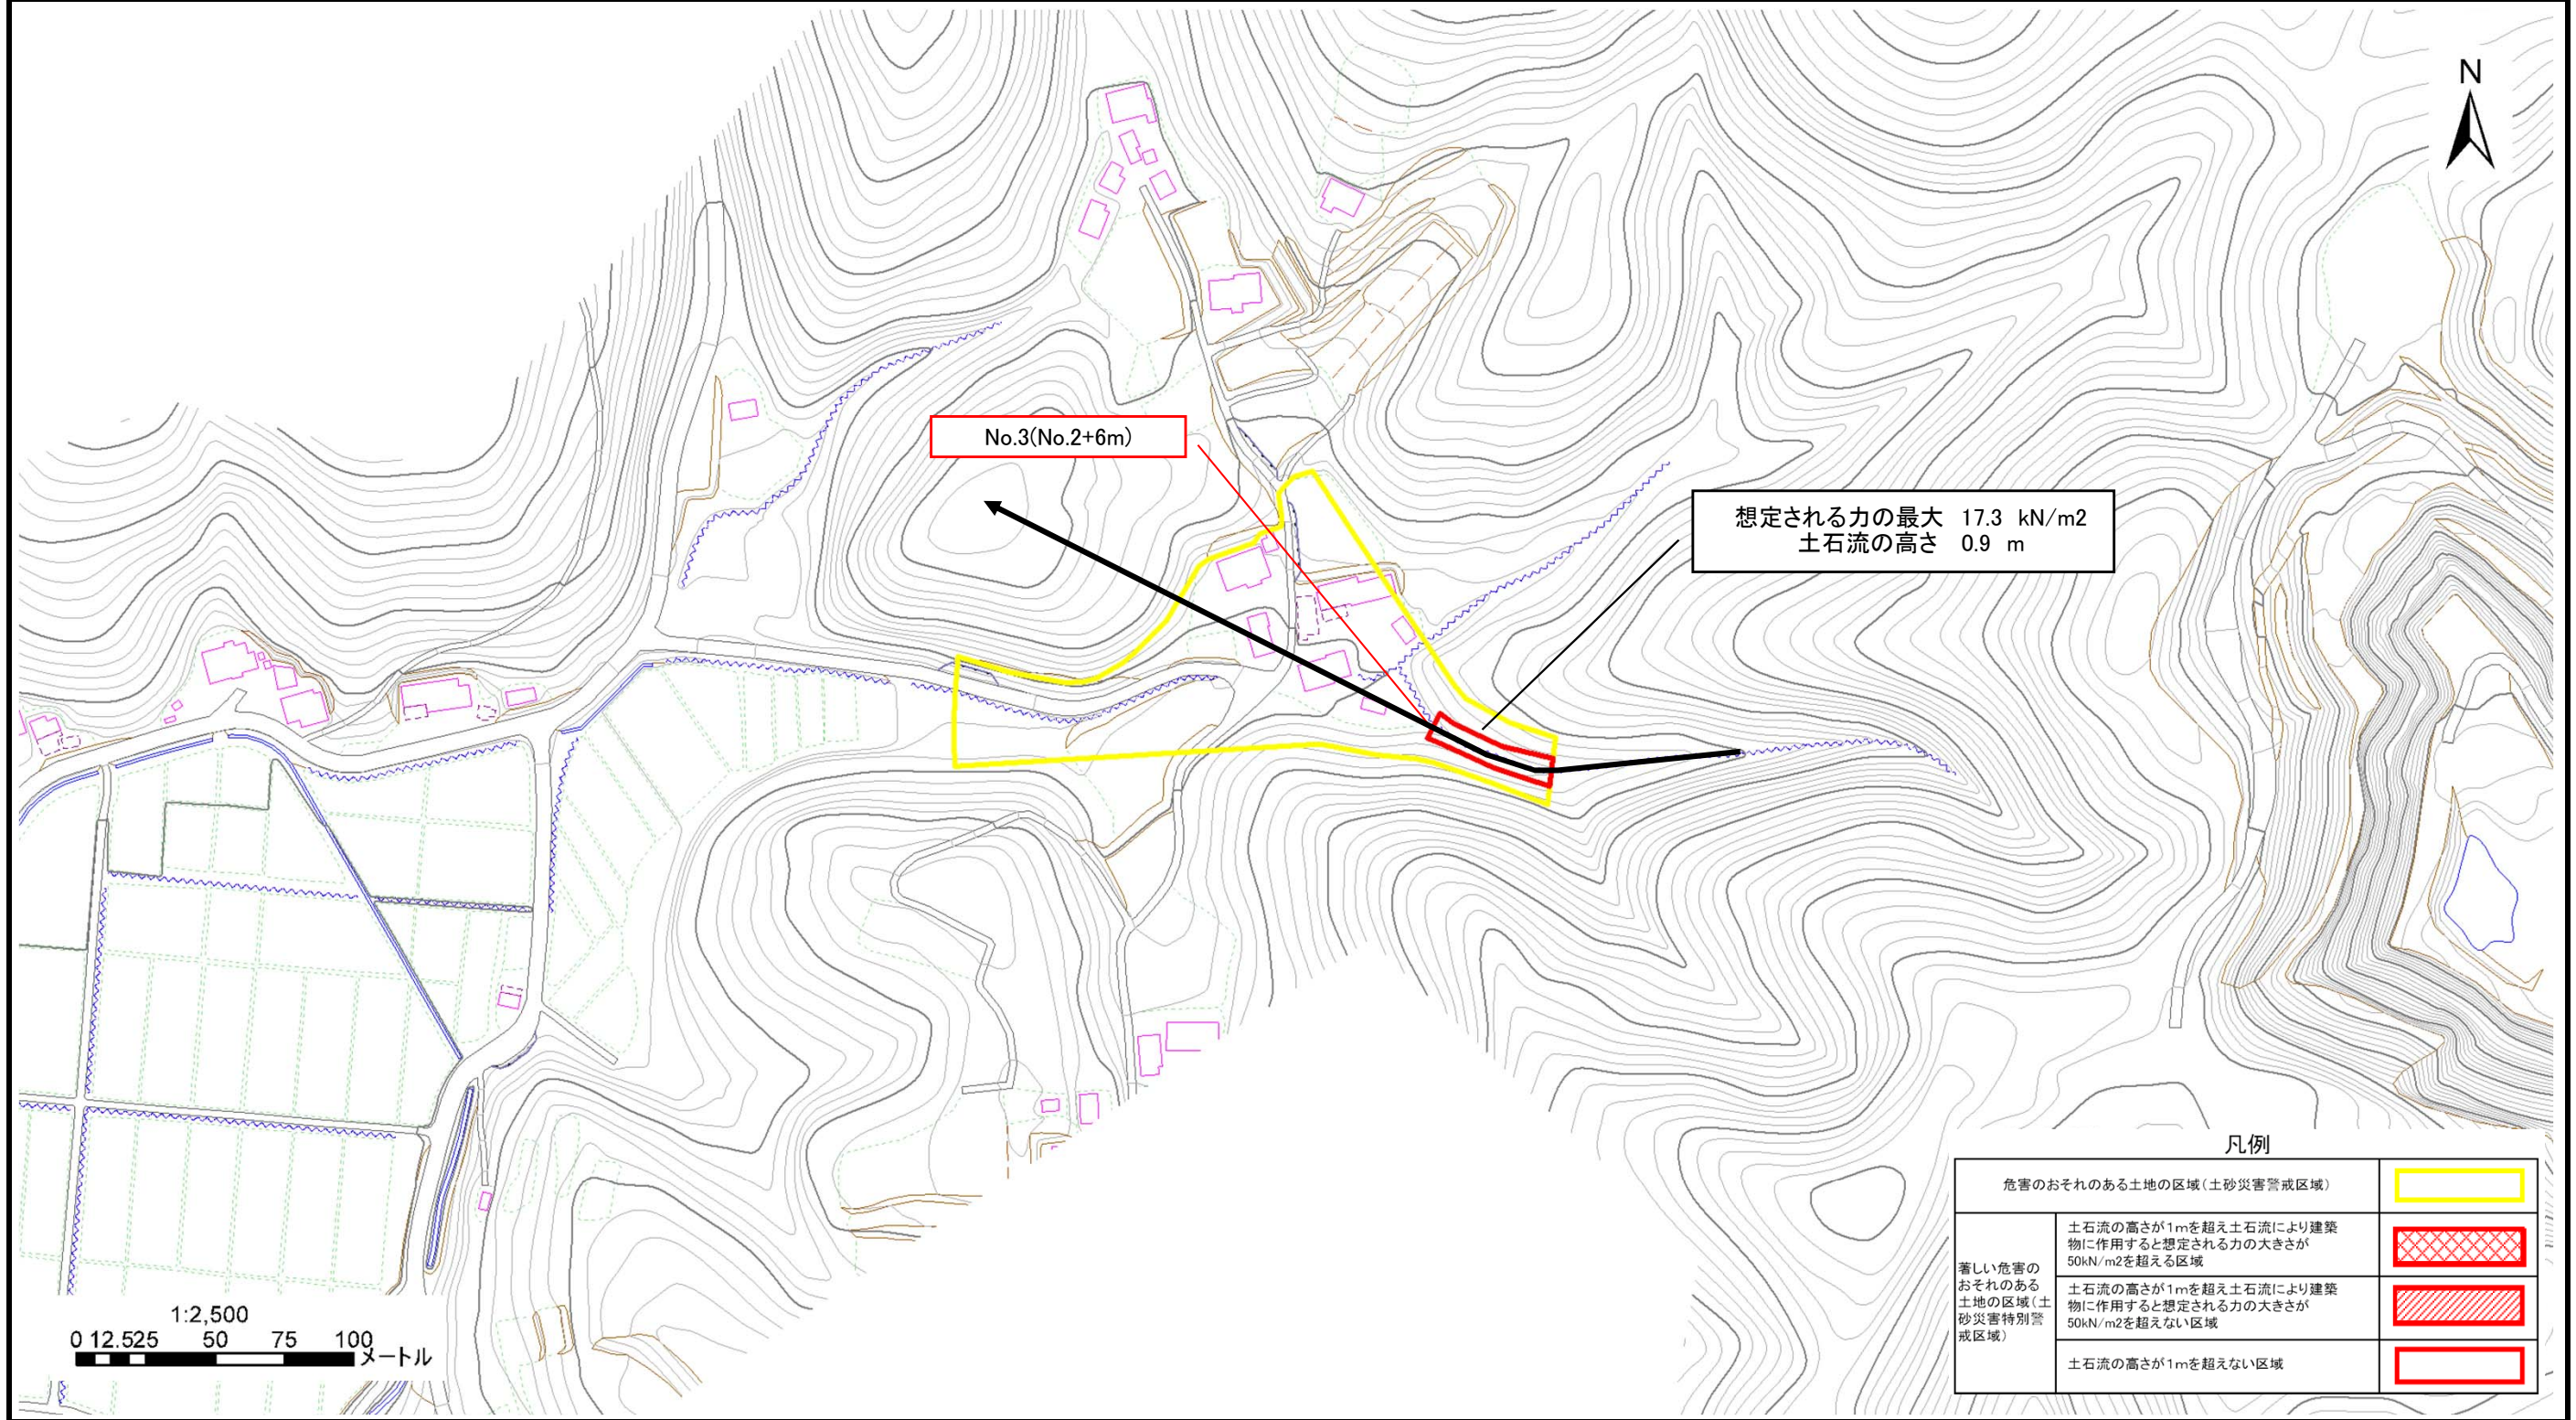 N
No.3(No.2+6m)
想定される力の最大 17.3 kN/m2
土石流の高さ 0.9 m
凡例
危害のおそれのある土地の区域(土砂災害警戒区域)
著しい危害の
おそれのある
土地の区域(土
砂災害特別警
戒区域)
土石流の高さが1mを超え土石流により建築
物に作用すると想定される力の大きさが
50kN/m2を超える区域
土石流の高さが1mを超え土石流により建築
物に作用すると想定される力の大きさが
50kN/m2を超えない区域
土石流の高さが1mを超えない区域
1:2,500
0 12.525 50 75 100
メートル